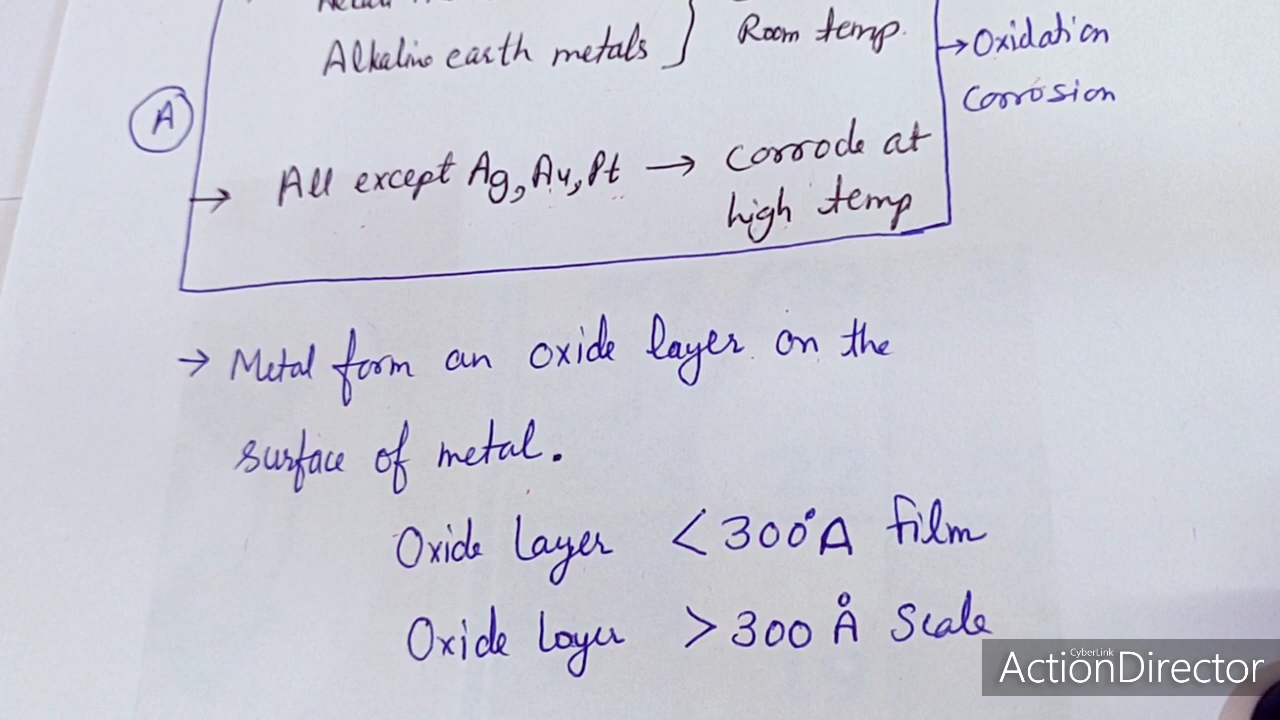 Alkaline earth metals
Room temp.
→ Oxidation
corrosion
A
→ All except Ag, Au, Pt → corrode at
high temp
→ Metal form an oxide layer on the
surface of metal.
Oxide layer < 300°A film
Oxide layer > 300 Å Scale
CyberLink
ActionDirector